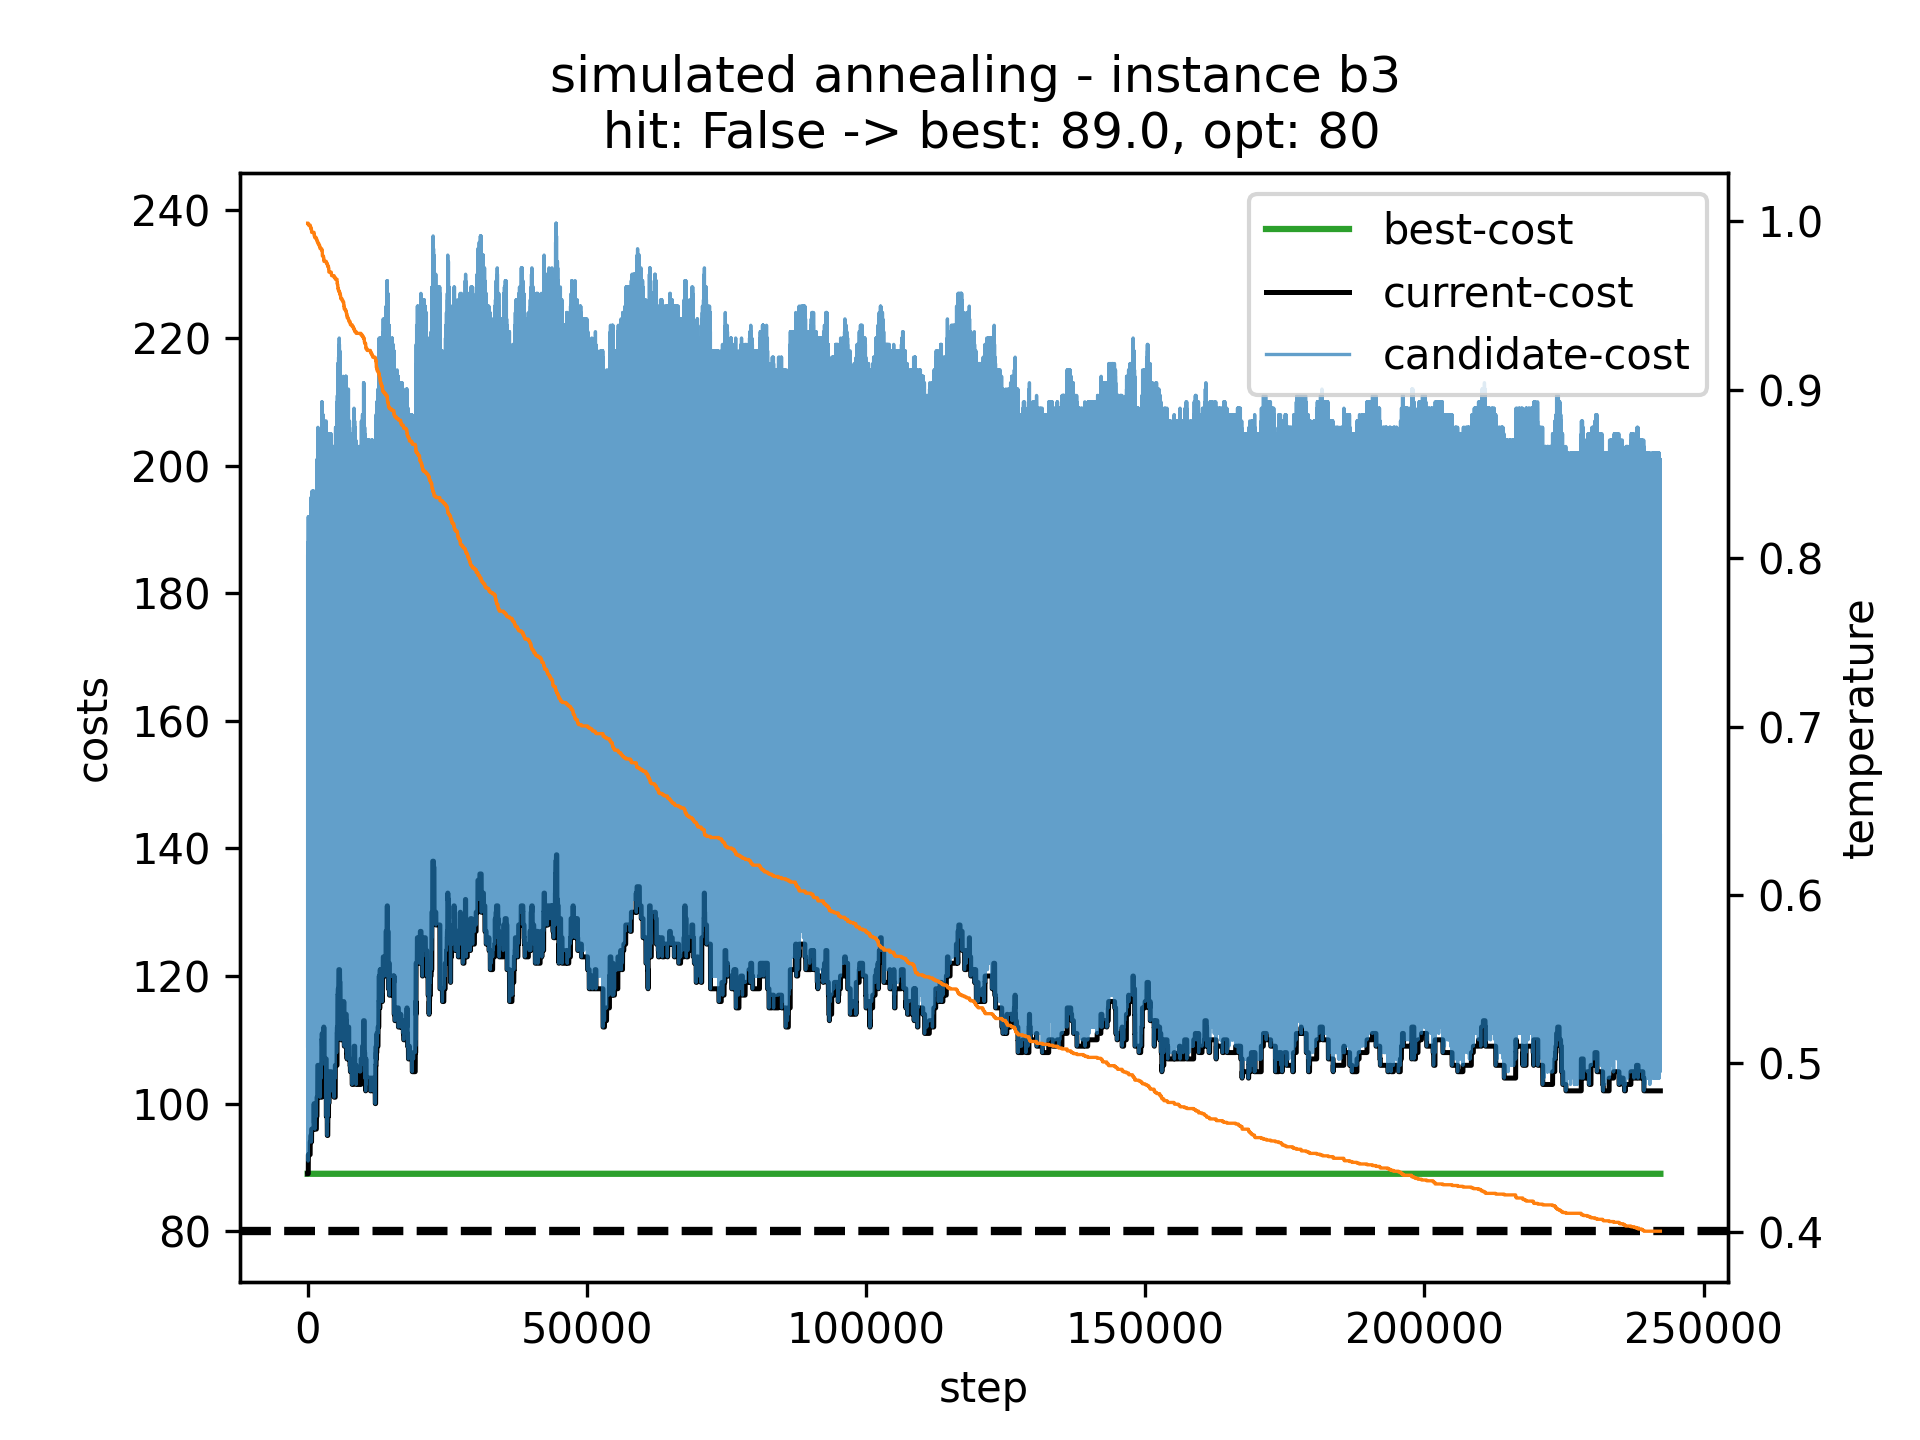 simulated annealing - instance b3
hit: False -> best: 89.0, opt: 80
best-cost
current-cost
candidate-cost
240
220
200
180
160
140
120
100
80
costs
1.0
0.9
0.8
0.7
0.6
0.5
0.4
temperature
0
50000
100000
150000
200000
250000
step